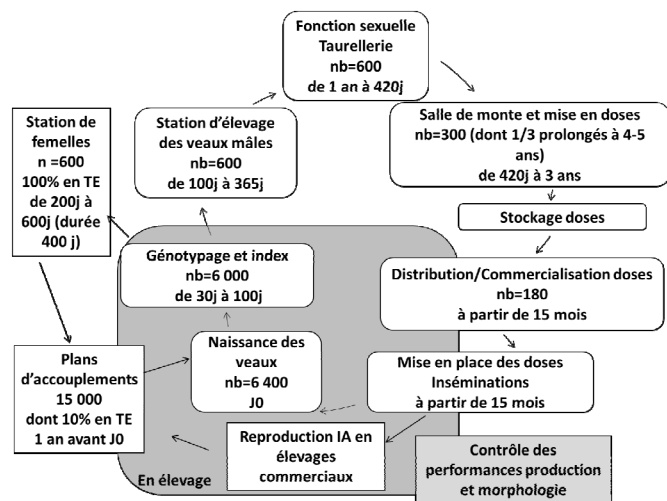 Fonction sexuelle
Taurellerie
nb=600
de 1 an à 420j
Station de
femelles
n =600
100% en TE
de 200j à
600j (durée
400 j)
Station d'élevage
des veaux mâles
nb=600
de 100j à 365j
Salle de monte et mise en doses
nb=300 (dont 1/3 prolongés à 4-5
ans)
de 420j à 3 ans
Stockage doses
Génotypage et index
nb=6 000
de 30j à 100j
Distribution/Commercialisation doses
nb=180
à partir de 15 mois
Plans
d'accouplements
15 000
dont 10% en TE
1 an avant J0
Naissance des
veaux
nb=6 400
J0
Mise en place des doses
Inséminations
à partir de 15 mois
Reproduction IA en
élevages
commerciaux
En élevage
Contrôle des
performances production
et morphologie